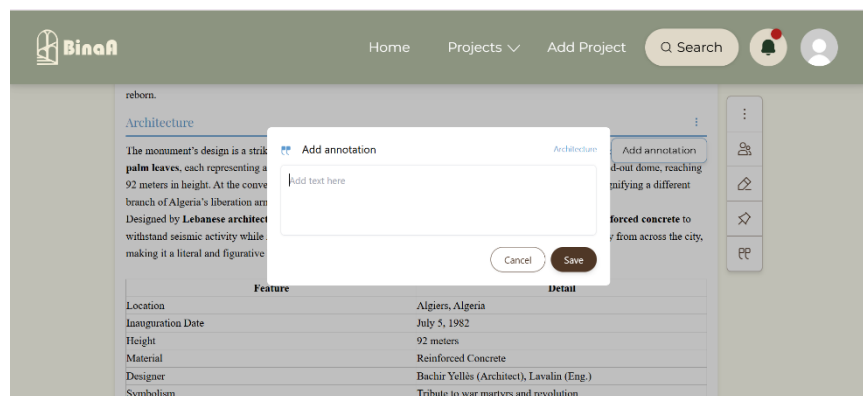 BinaA
Home Projects Add Project Search
reborn.
Architecture
Add annotation
Architecture
Add text here
Cancel Save
Add annotation
The monument's design is a
palm leaves, each representing a
d-out dome, reaching
92 meters in height. At the
gnifying a different
branch of Algeria's liberation
Designed by Lebanese
forced concrete to
withstand seismic activity while
y from across the city,
making it a literal and figurative
Feature Detail
Location Algiers, Algeria
Inauguration Date July 5, 1982
Height 92 meters
Material Reinforced Concrete
Designer Bachir Yellès (Architect), Lavalin (Eng.)
Symbolism Tribute to war martyrs and revolution